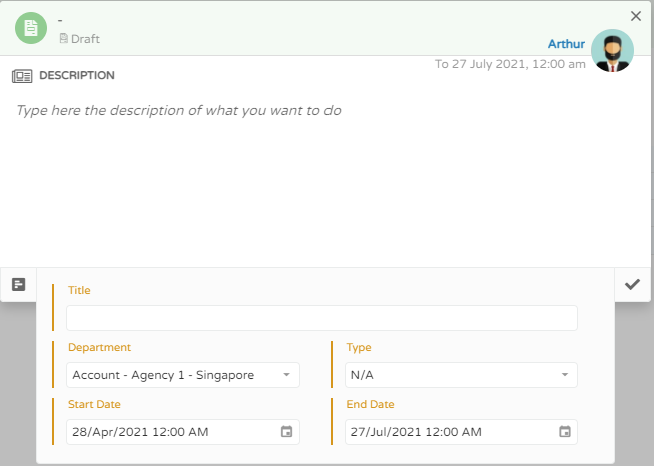 -
Draft
Arthur
To 27 July 2021, 12:00 am
DESCRIPTION
Type here the description of what you want to do
Title
Department
Type
Account - Agency 1 - Singapore
N/A
Start Date
End Date
28/Apr/2021 12:00 AM
27/Jul/2021 12:00 AM